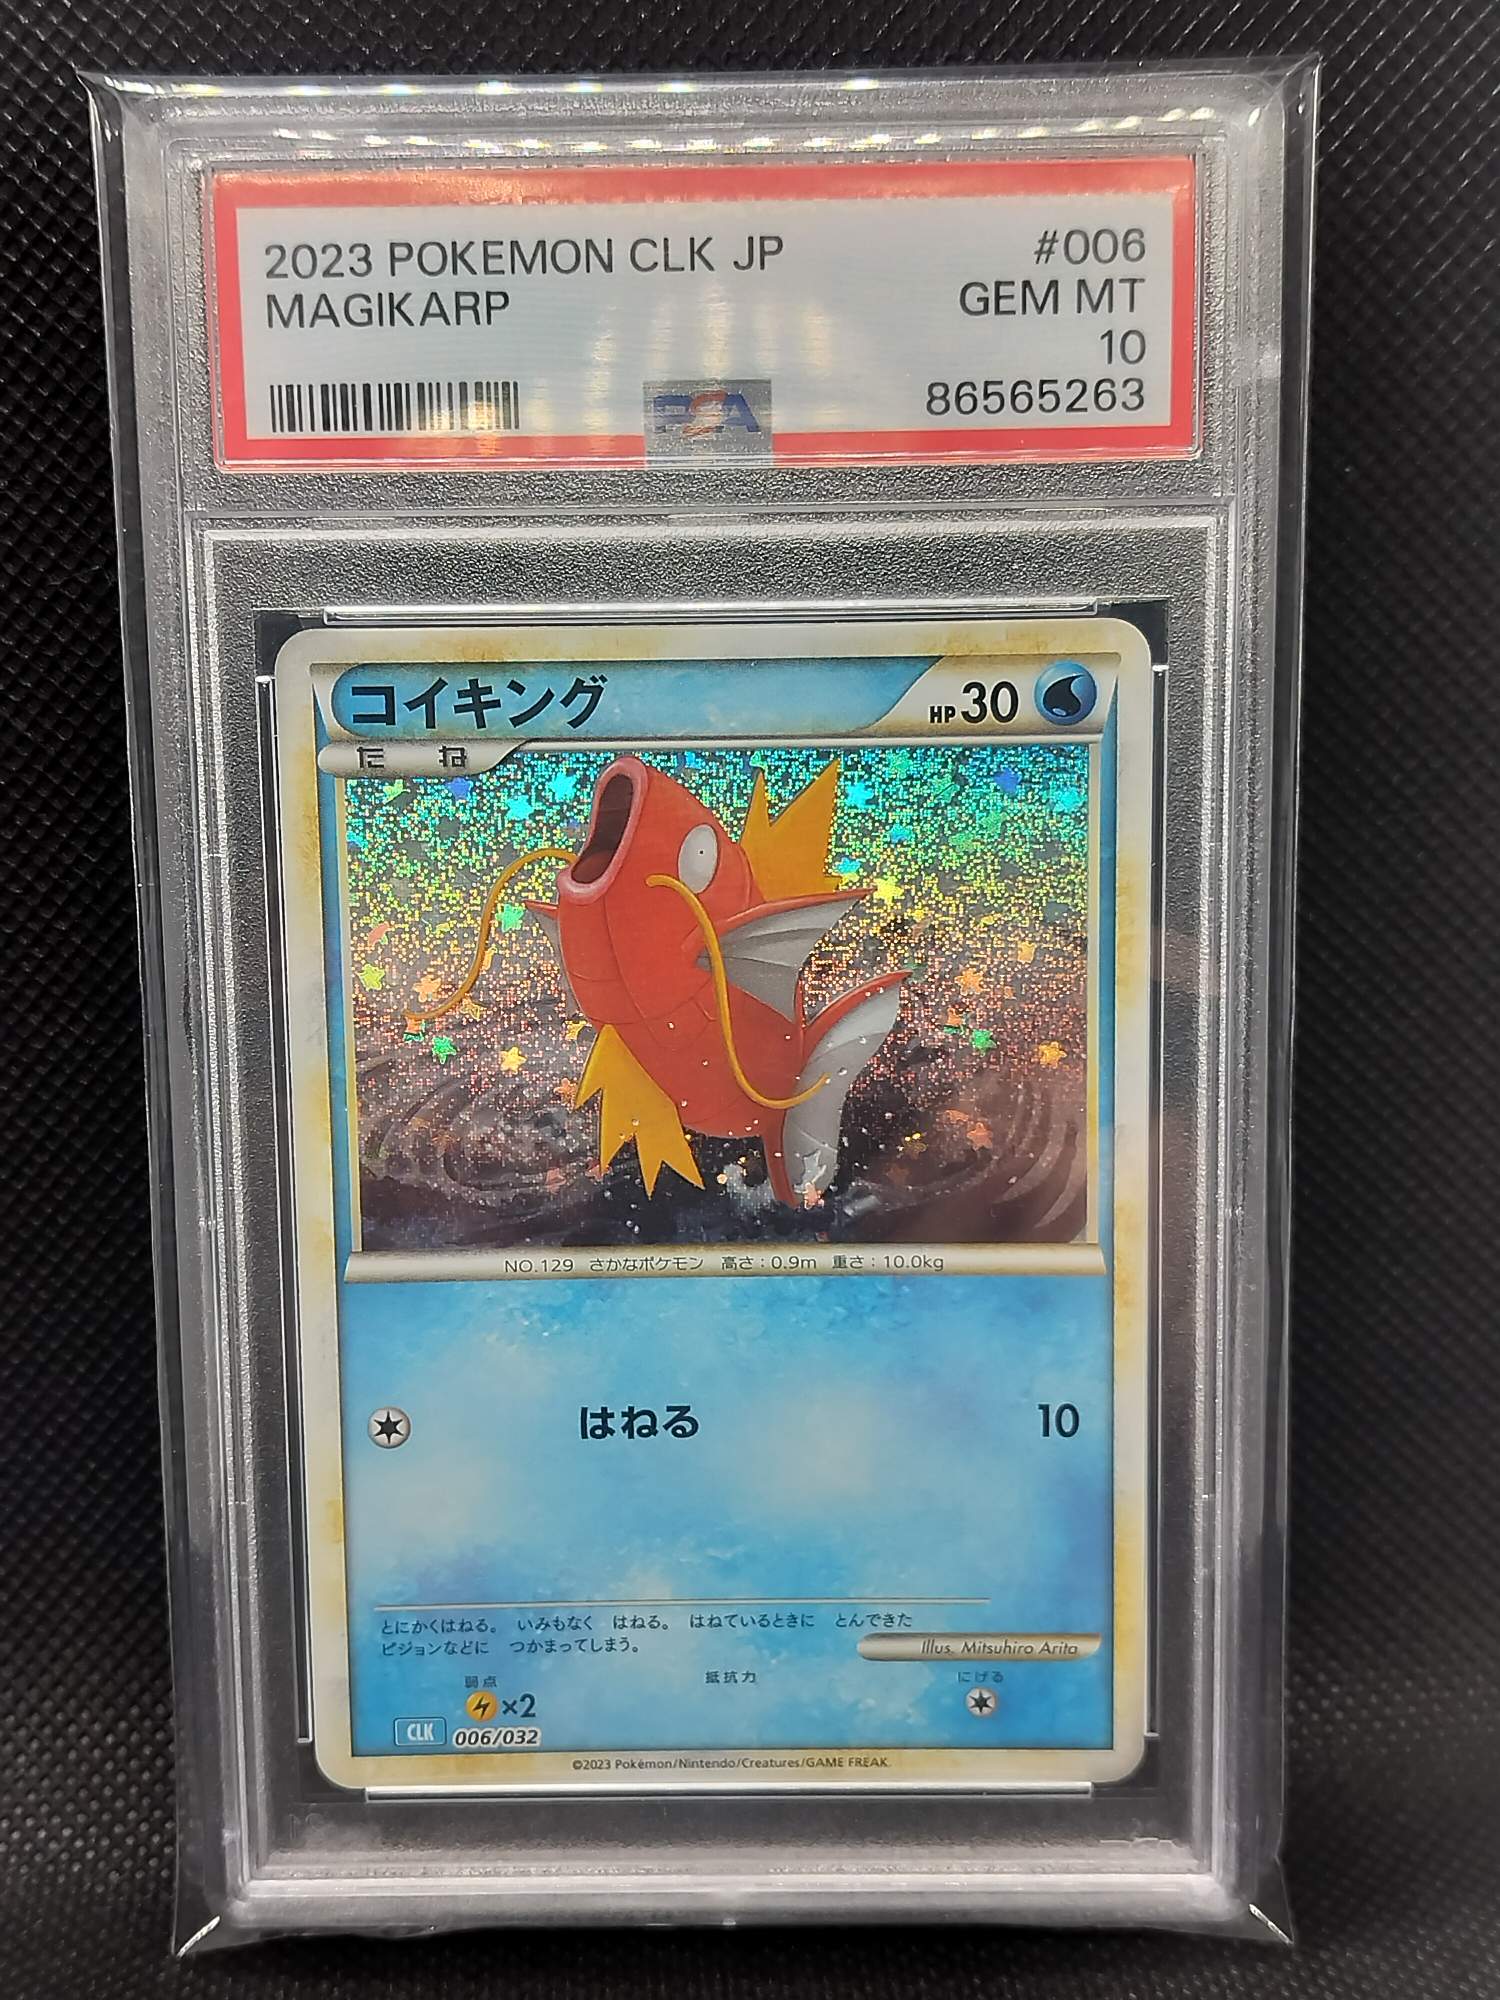 2023 POKEMON CLK JP #006
MAGIKARP GEM MT
10
PSA 86565263
コイキング HP30
たね
NO.129 さかなポケモン 高さ：0.9m 重さ：10.0kg
はねる 10
とにかくはねる。 いみもなく はねる。 はねているときに とんできた
ピジョンなどに つかまってしまう。
Illus. Mitsuhiro Arita
弱点 抵抗力 にげる
×2
CLK 006/032
©2023 Pokémon/Nintendo/Creatures/GAME FREAK.